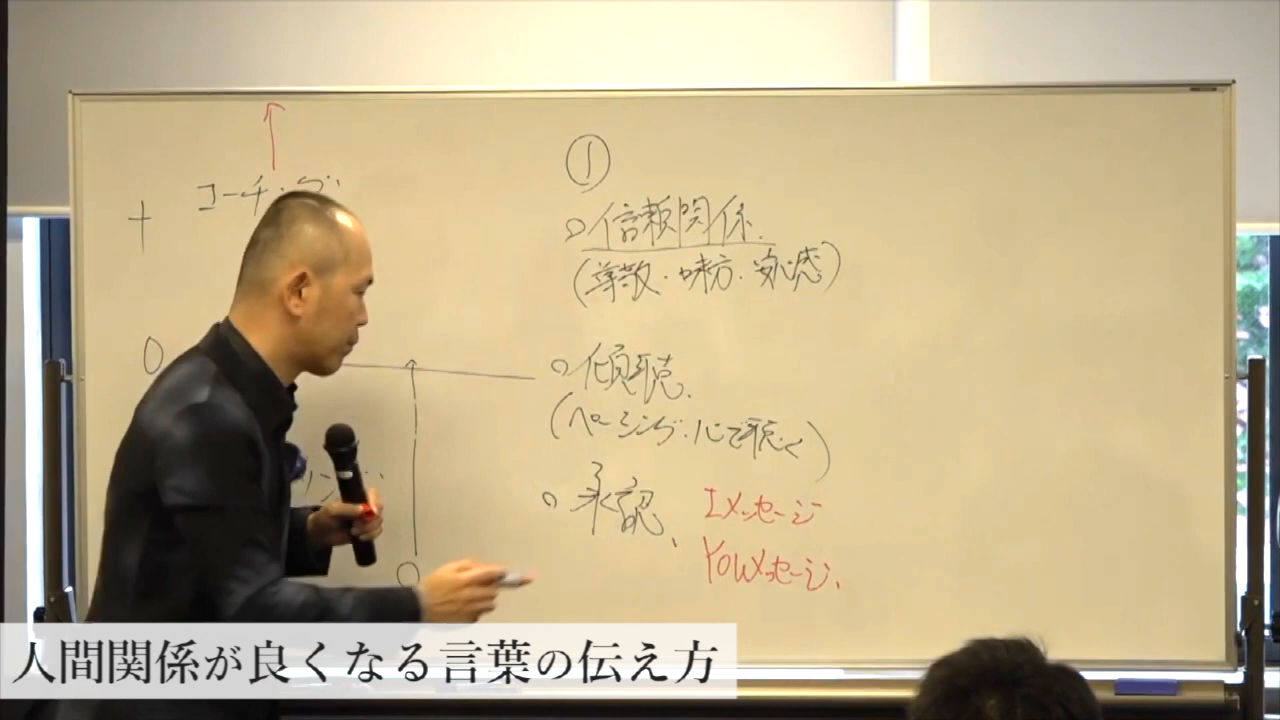 コーチング
+
0
①
○信頼関係.
(尊敬・味方・安心感)
○傾聴.
(ペーシング・心で聴く)
○承認、
Iメッセージ
YOUメッセージ.
人間関係が良くなる言葉の伝え方